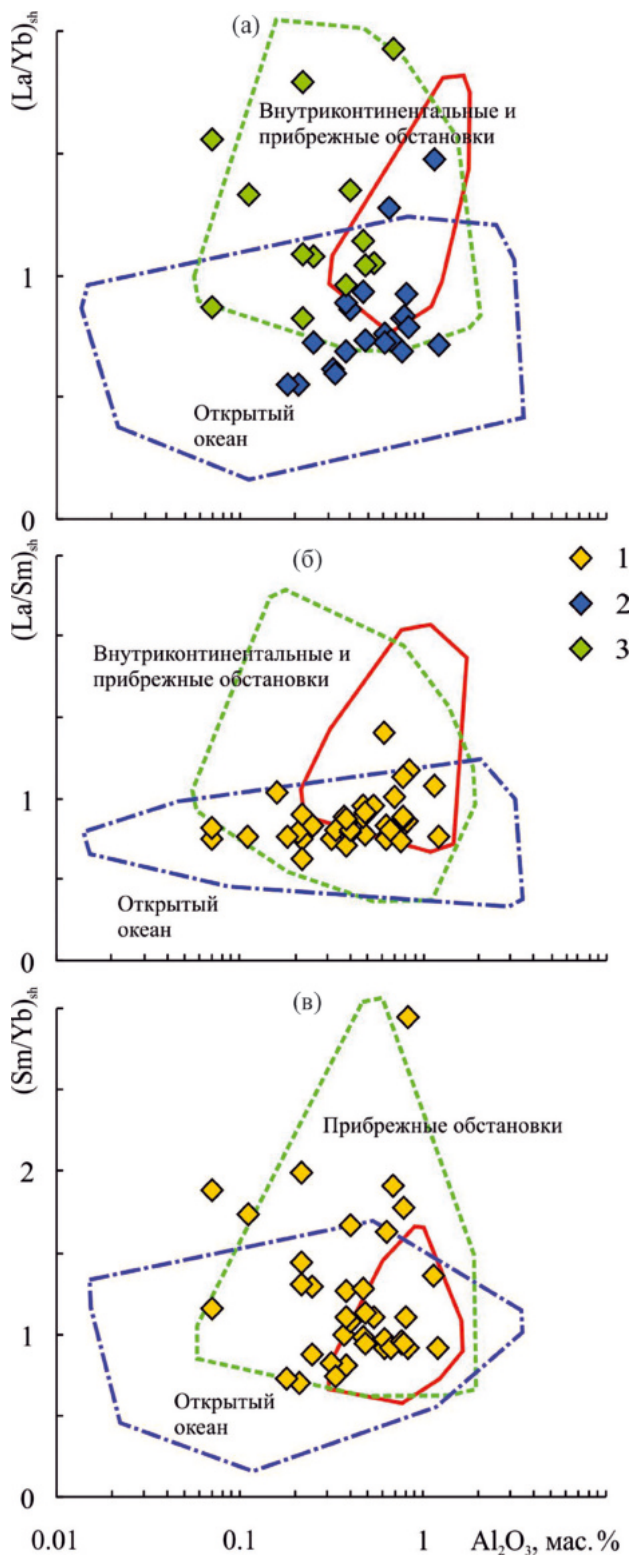 (а)
(La/Yb)sh
Внутриконтинентальные и
прибрежные обстановки
1
Открытый
океан
0
(б)
(La/Sm)sh
1
2
3
Внутриконтинентальные и
прибрежные обстановки
1
Открытый
океан
0
(в)
(Sm/Yb)sh
Прибрежные обстановки
2
1
Открытый
океан
0
0.01
0.1
1
Al₂O₃, мас. %